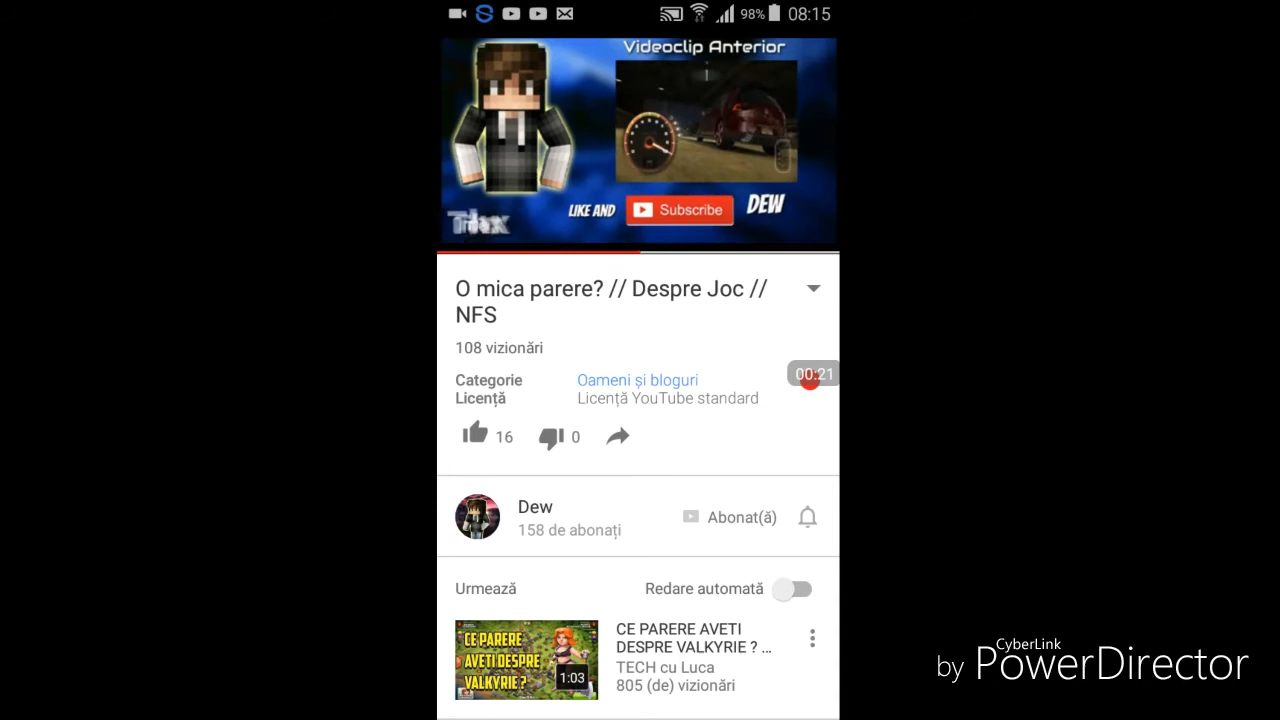 98% 08:15
Videoclip Anterior
LIKE AND Subscribe DEW
O mica parere? // Despre Joc //
NFS
108 vizionări
Categorie Oameni și bloguri
00:21
Licență Licență YouTube standard
16 0
Dew
158 de abonați
Abonat(ă)
Urmează Redare automată
CE PARERE
AVETI DESPRE
VALKYRIE ?
1:03
CE PARERE AVETI
DESPRE VALKYRIE ? ...
TECH cu Luca
805 (de) vizionări
CyberLink
by PowerDirector